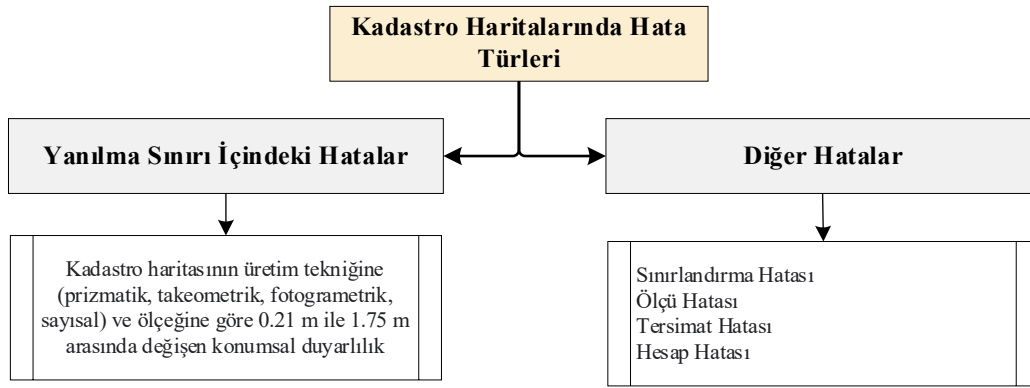 Kadastro Haritalarında Hata
Türleri
Yanılma Sınırı İçindeki Hatalar
Diğer Hatalar
Kadastro haritasının üretim tekniğine
(prizmatik, takeometrik, fotogrametrik,
sayısal) ve ölçeğine göre 0.21 m ile 1.75 m
arasında değişen konumsal duyarlılık
Sınırlandırma Hatası
Ölçü Hatası
Tersimat Hatası
Hesap Hatası